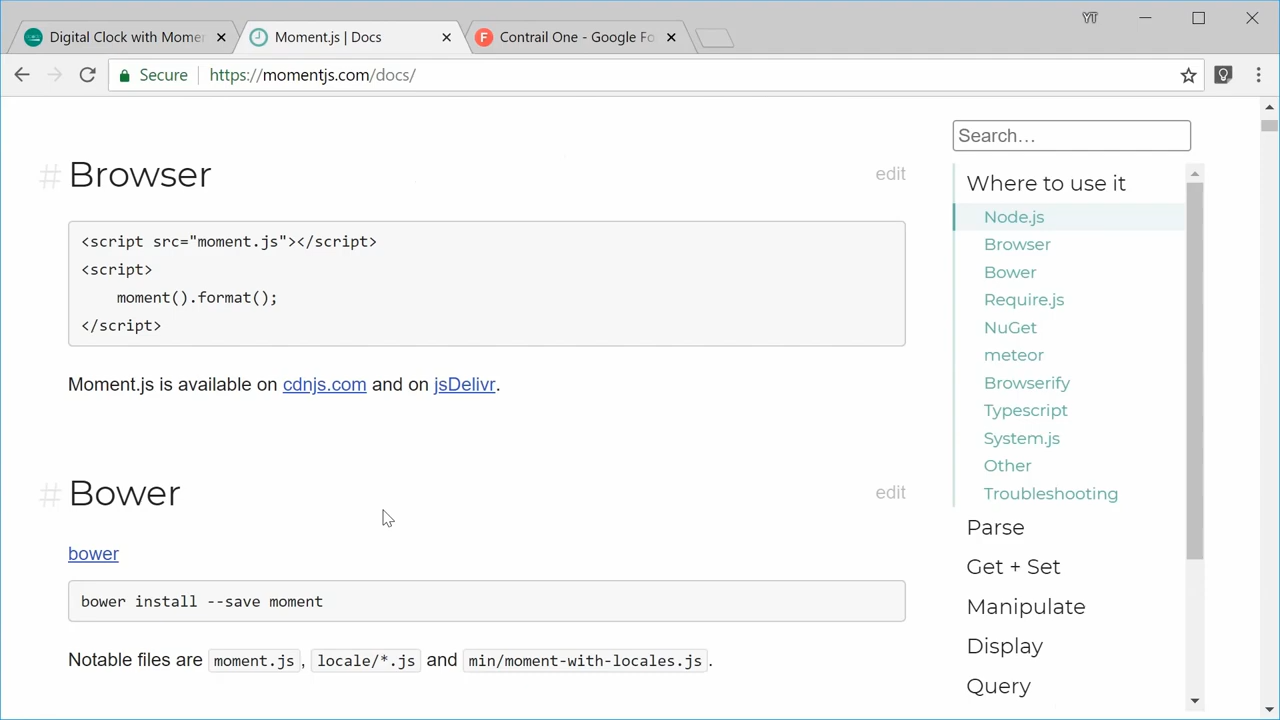 Digital Clock with Momen
Moment.js | Docs
Contrail One - Google Fo
YT
Secure
https://momentjs.com/docs/
# Browser
edit
<script src="moment.js"></script>
<script>
    moment().format();
</script>
Moment.js is available on cdnjs.com and on jsDelivr.
# Bower
edit
bower
bower install --save moment
Notable files are moment.js, locale/*.js and min/moment-with-locales.js.
Search…
Where to use it
Node.js
Browser
Bower
Require.js
NuGet
meteor
Browserify
Typescript
System.js
Other
Troubleshooting
Parse
Get + Set
Manipulate
Display
Query